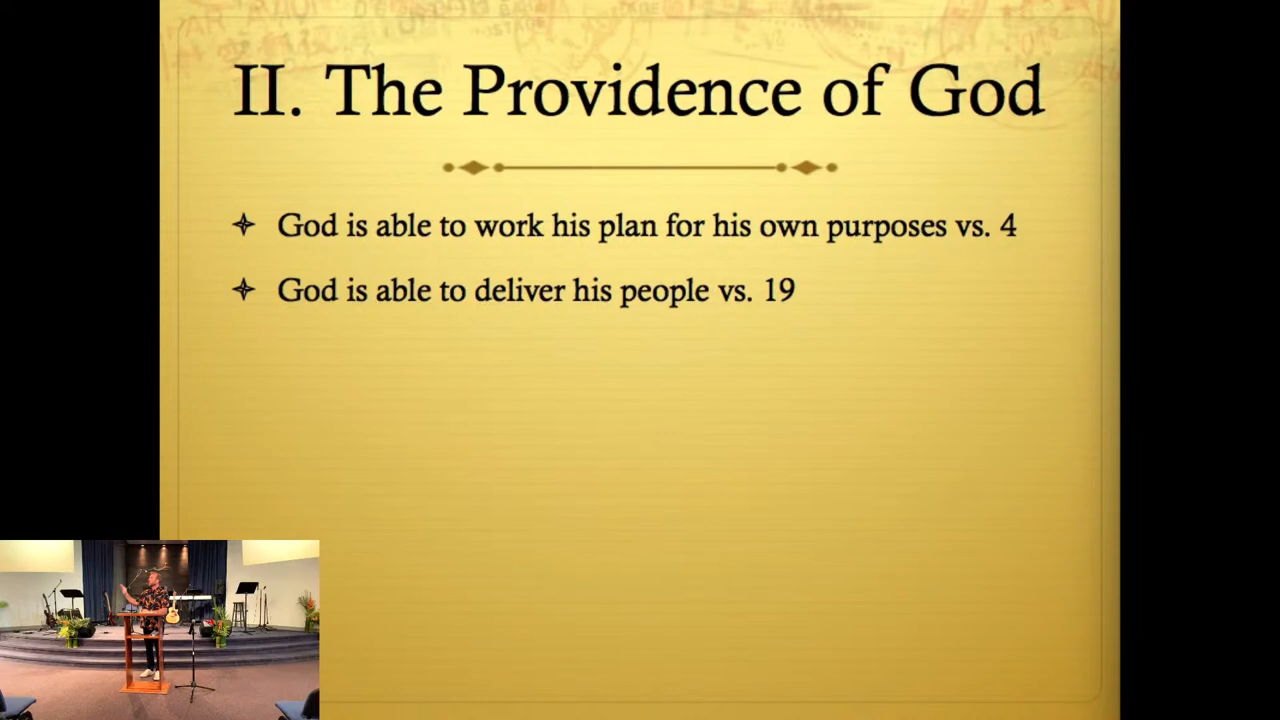 II. The Providence of God
God is able to work his plan for his own purposes vs. 4
God is able to deliver his people vs. 19